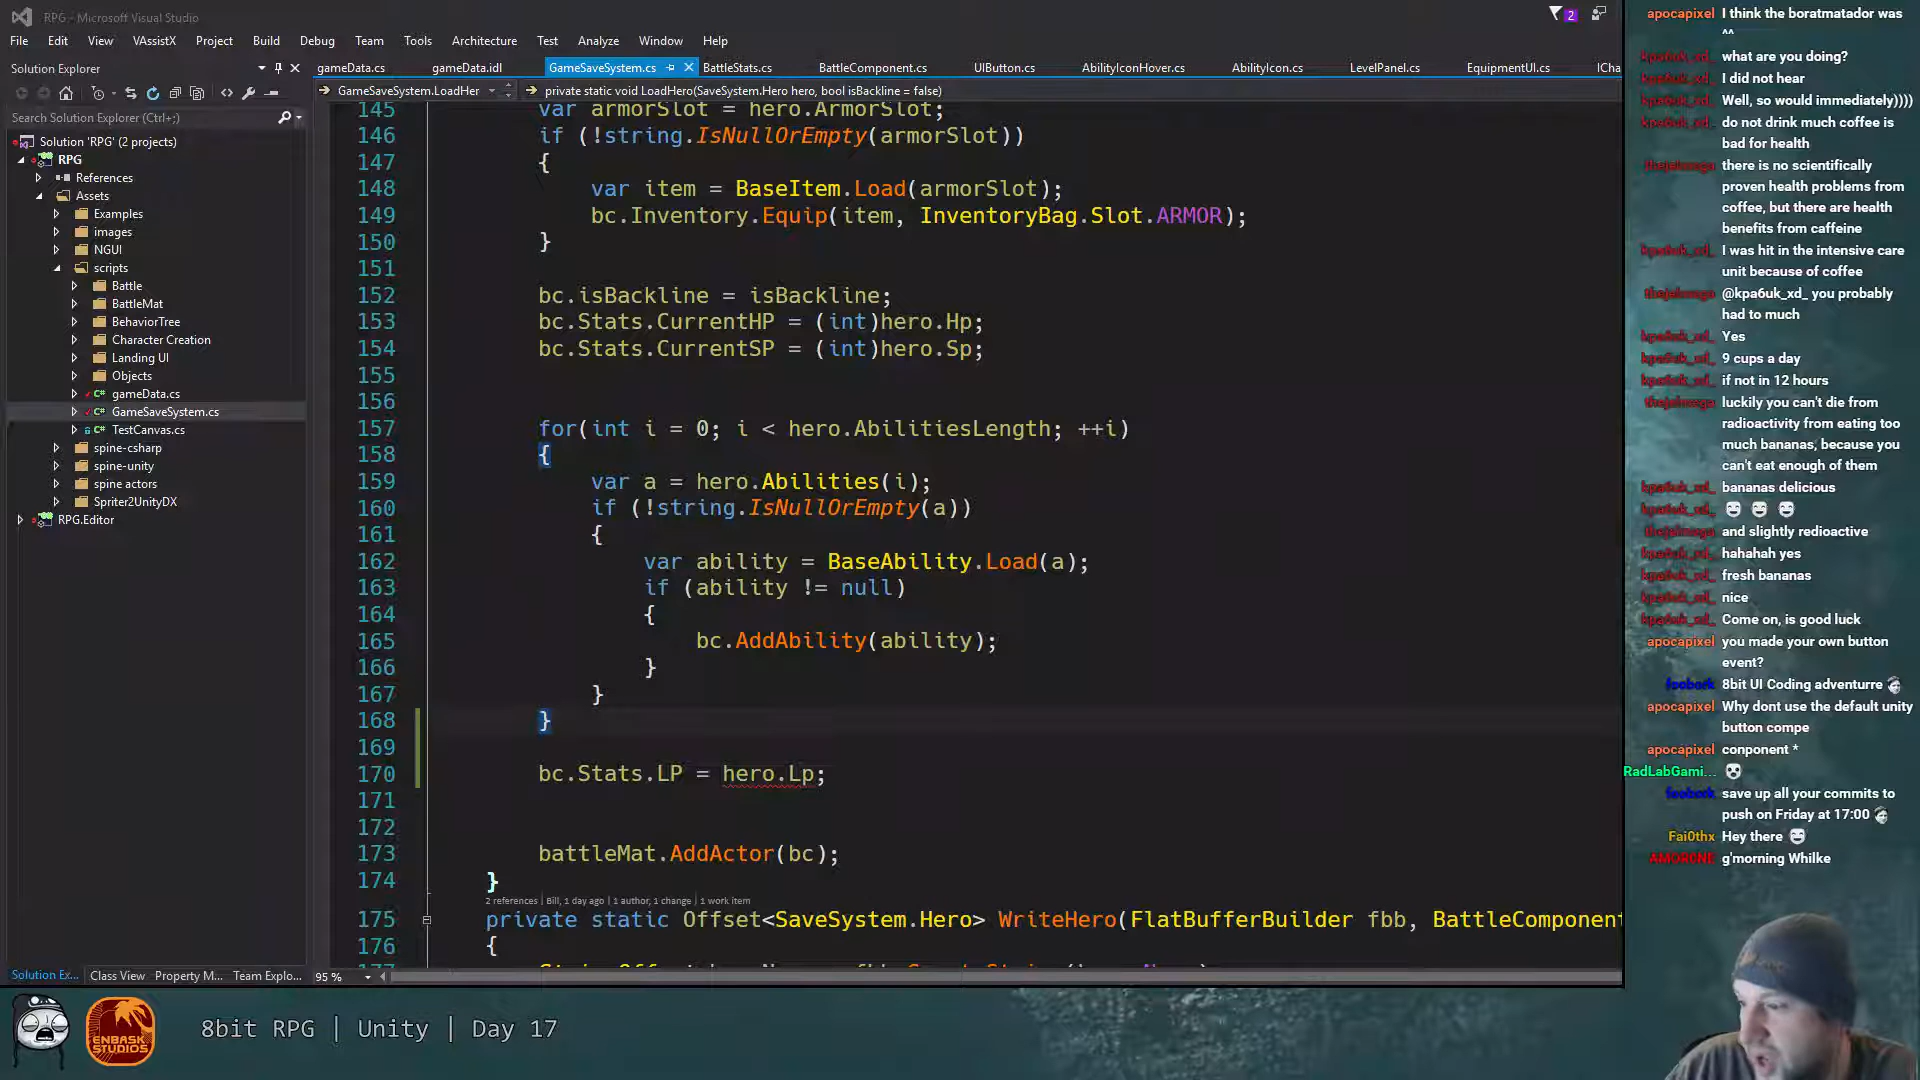 RPG - Microsoft Visual Studio
2
File Edit View VAssistX Project Build Debug Team Tools Architecture Test Analyze Window Help
Solution Explorer
gameData.cs gameData.idl GameSaveSystem.cs BattleStats.cs BattleComponent.cs UIButton.cs AbilityIconHover.cs AbilityIcon.cs LevelPanel.cs EquipmentUI.cs ICha
GameSaveSystem.LoadHer private static void LoadHero(SaveSystem.Hero hero, bool isBackline = false)
Search Solution Explorer (Ctrl+;)
Solution 'RPG' (2 projects)
RPG
References
Assets
Examples
images
NGUI
scripts
Battle
BattleMat
BehaviorTree
Character Creation
Landing UI
Objects
gameData.cs
GameSaveSystem.cs
TestCanvas.cs
spine-csharp
spine-unity
spine actors
Spriter2UnityDX
RPG.Editor
Solution Ex... Class View Property M... Team Explo...
145 var armorSlot = hero.ArmorSlot;
146 if (!string.IsNullOrEmpty(armorSlot))
147 {
148 var item = BaseItem.Load(armorSlot);
149 bc.Inventory.Equip(item, InventoryBag.Slot.ARMOR);
150 }
151
152 bc.isBackline = isBackline;
153 bc.Stats.CurrentHP = (int)hero.Hp;
154 bc.Stats.CurrentSP = (int)hero.Sp;
155
156
157 for(int i = 0; i < hero.AbilitiesLength; ++i)
158 {
159 var a = hero.Abilities(i);
160 if (!string.IsNullOrEmpty(a))
161 {
162 var ability = BaseAbility.Load(a);
163 if (ability != null)
164 {
165 bc.AddAbility(ability);
166 }
167 }
168 }
169
170 bc.Stats.LP = hero.Lp;
171
172
173 battleMat.AddActor(bc);
174 }
2 references | Bill, 1 day ago | 1 author, 1 change | 1 work item
175 private static Offset<SaveSystem.Hero> WriteHero(FlatBufferBuilder fbb, BattleComponent
176 {
95 %
apocapixel I think the boratmatador was
^^
kpa6uk_xd_ what are you doing?
I did not hear
kpa6uk_xd_ Well, so would immediately))))
kpa6uk_xd_ do not drink much coffee is
bad for health
thejelmega there is no scientifically
proven health problems from
coffee, but there are health
benefits from caffeine
kpa6uk_xd_ I was hit in the intensive care
unit because of coffee
thejelmega @kpa6uk_xd_ you probably
had to much
kpa6uk_xd_ Yes
kpa6uk_xd_ 9 cups a day
kpa6uk_xd_ if not in 12 hours
thejelmega luckily you can't die from
radioactivity from eating too
much bananas, because you
can't eat enough of them
kpa6uk_xd_ bananas delicious
kpa6uk_xd_
thejelmega and slightly radioactive
kpa6uk_xd_ hahahah yes
kpa6uk_xd_ fresh bananas
kpa6uk_xd_ nice
kpa6uk_xd_ Come on, is good luck
apocapixel you made your own button
event?
8bit UI Coding adventurre
apocapixel Why dont use the default unity
button compe
apocapixel conponent *
RadLabGami...
save up all your commits to
push on Friday at 17:00
Fai0thx Hey there
g'morning Whilke
ENBASK
STUDIOS
8bit RPG | Unity | Day 17